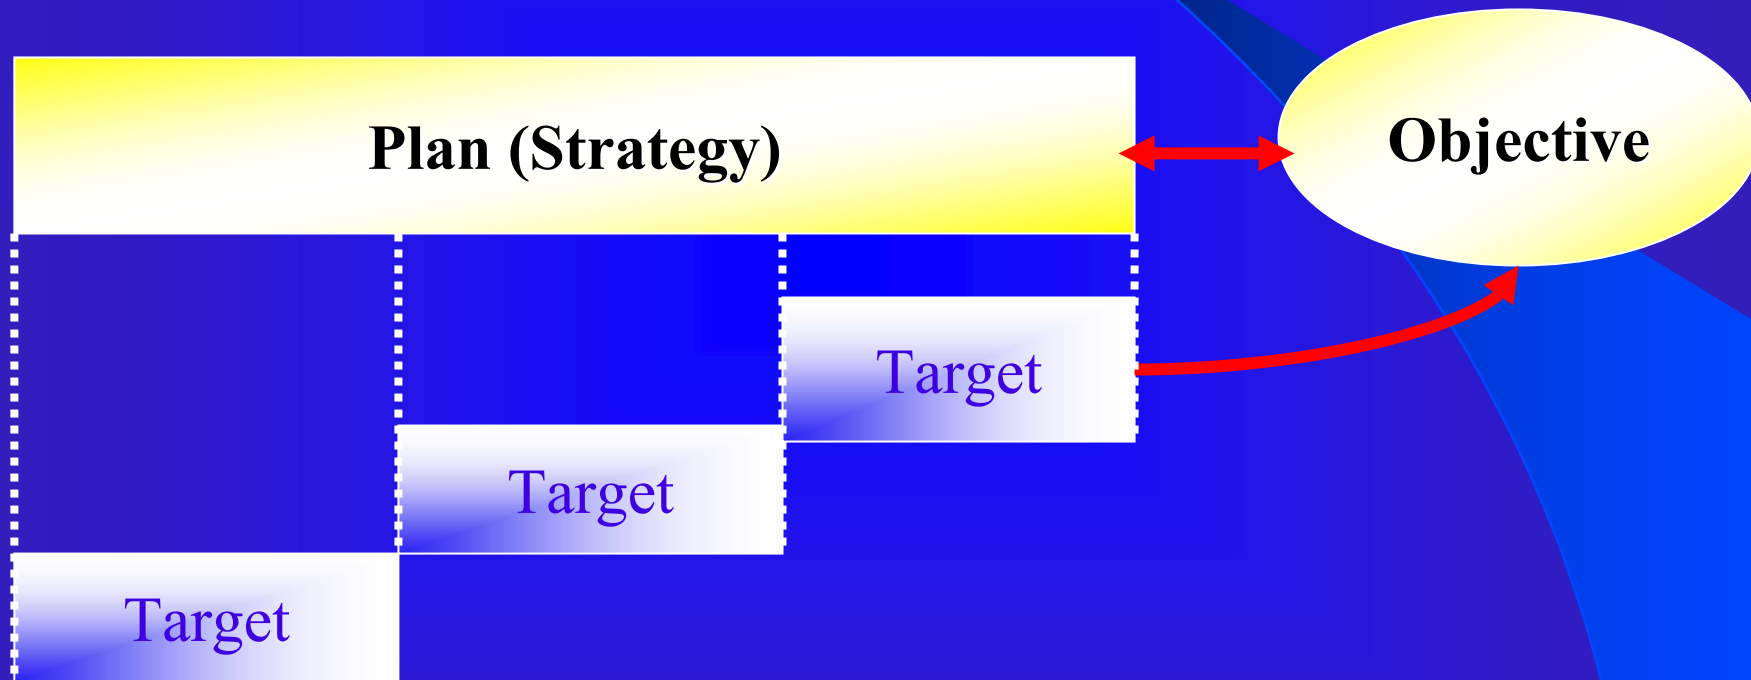 Plan (Strategy)
Objective
Target
Target
Target